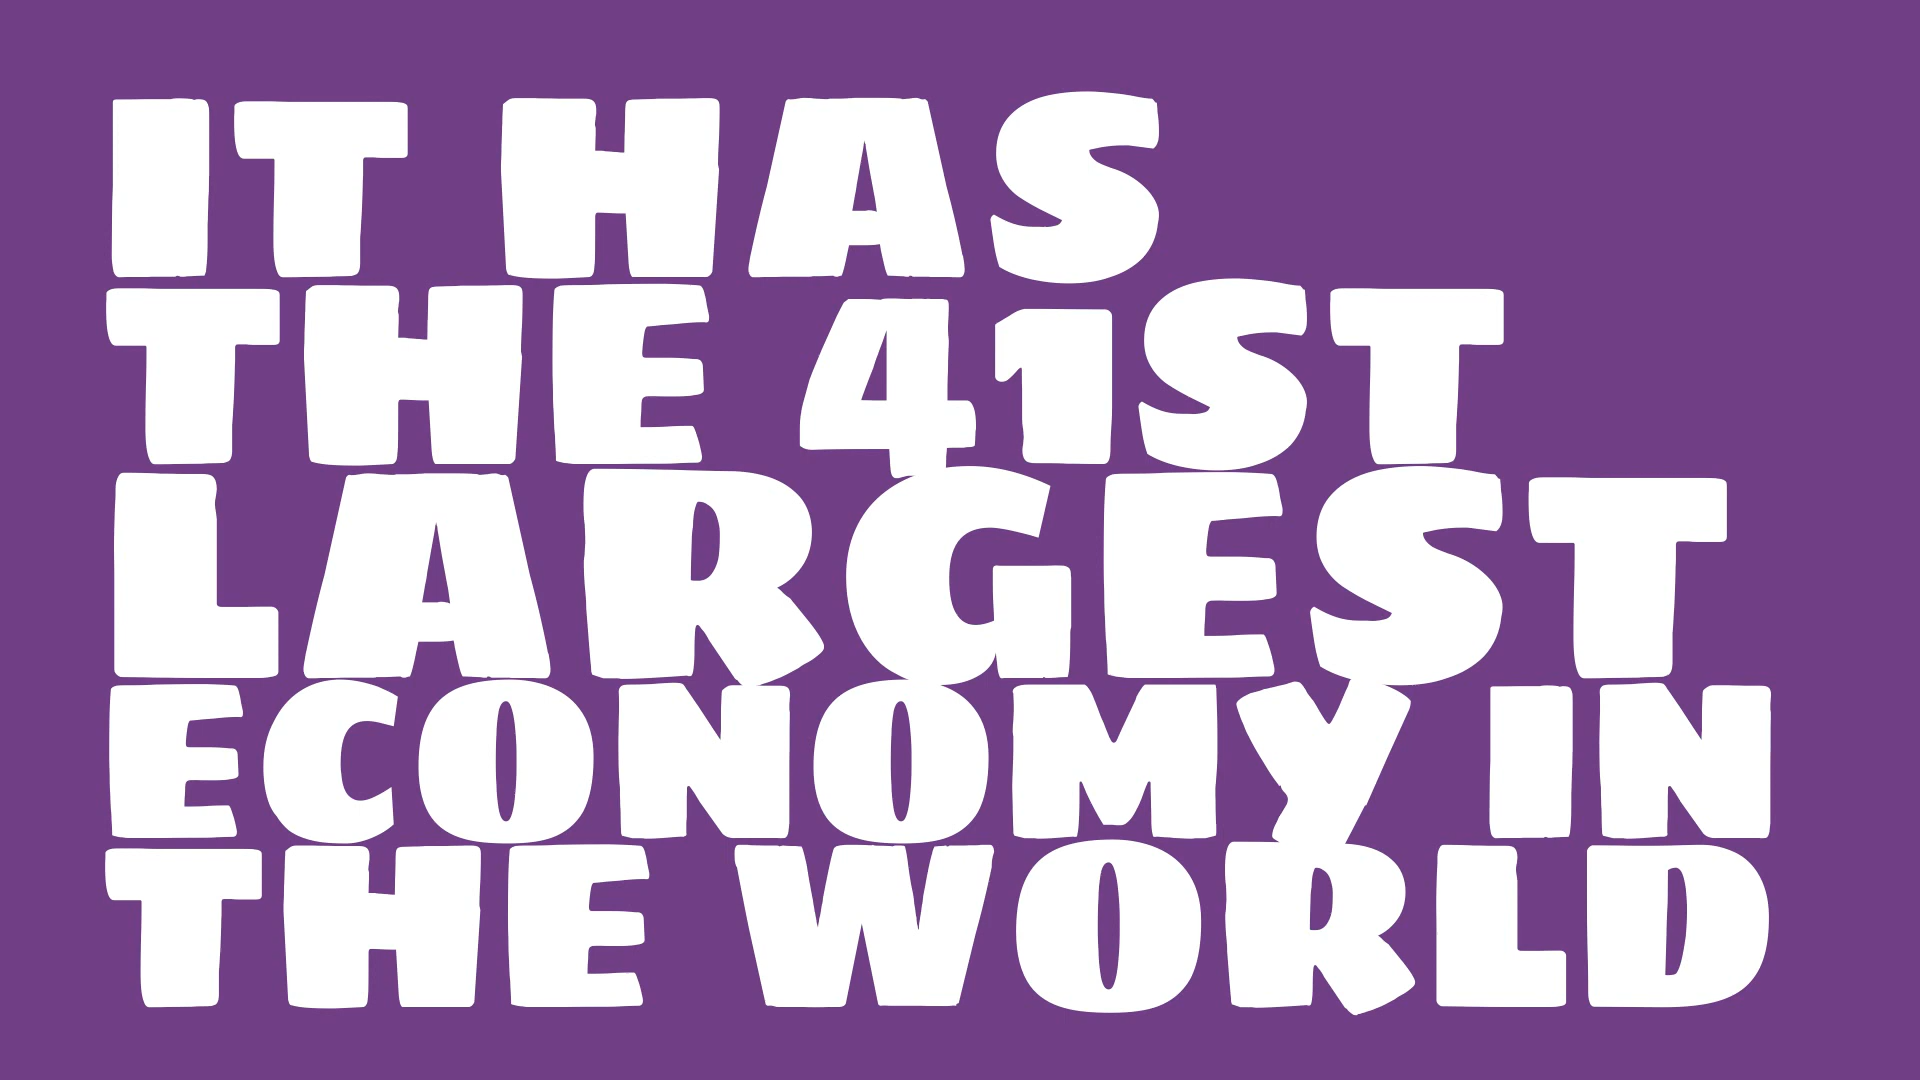 IT HAS
THE 41ST
LARGEST
ECONOMY IN
THE WORLD